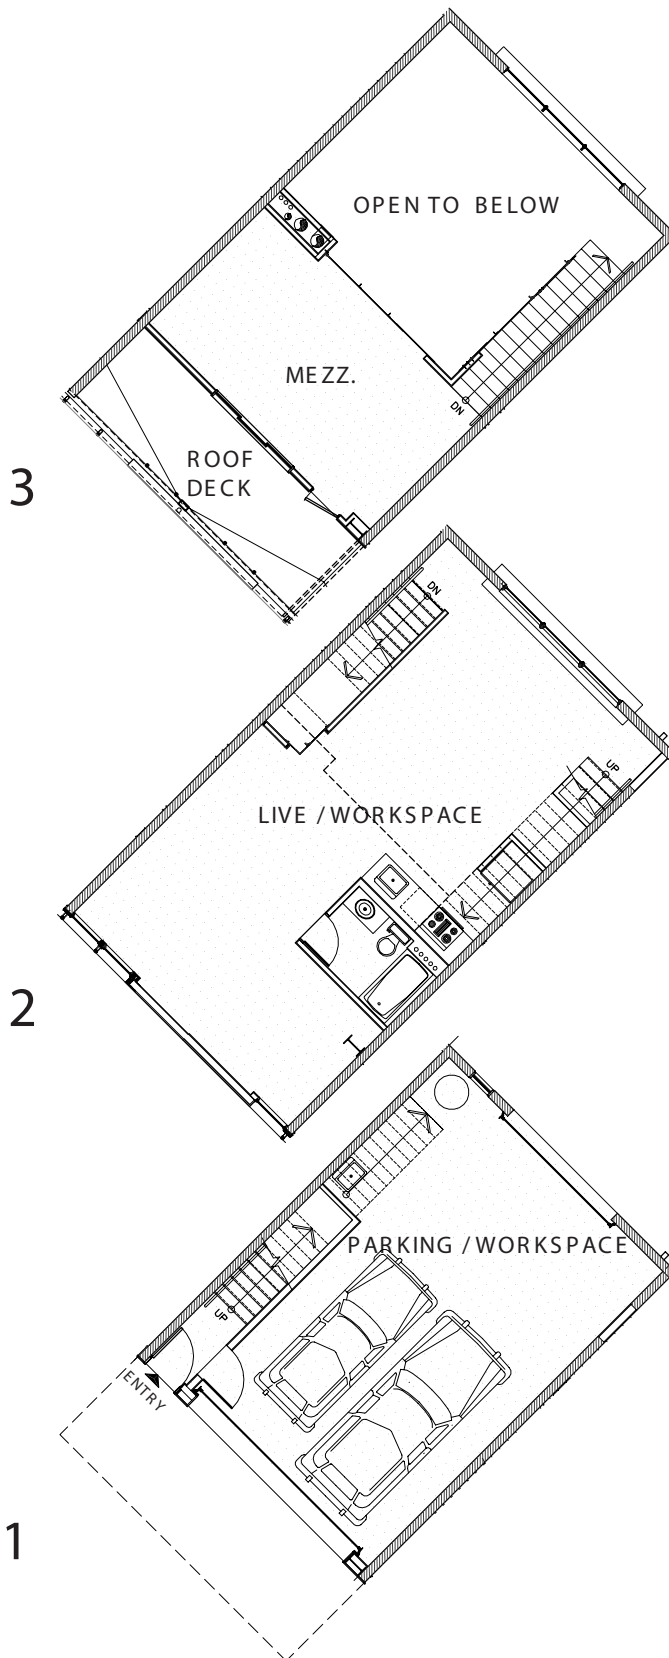 OPEN TO BELOW
MEZZ.
DN
ROOF
DECK
3
DN
UP
LIVE / WORKSPACE
2
PARKING / WORKSPACE
UP
ENTRY
1